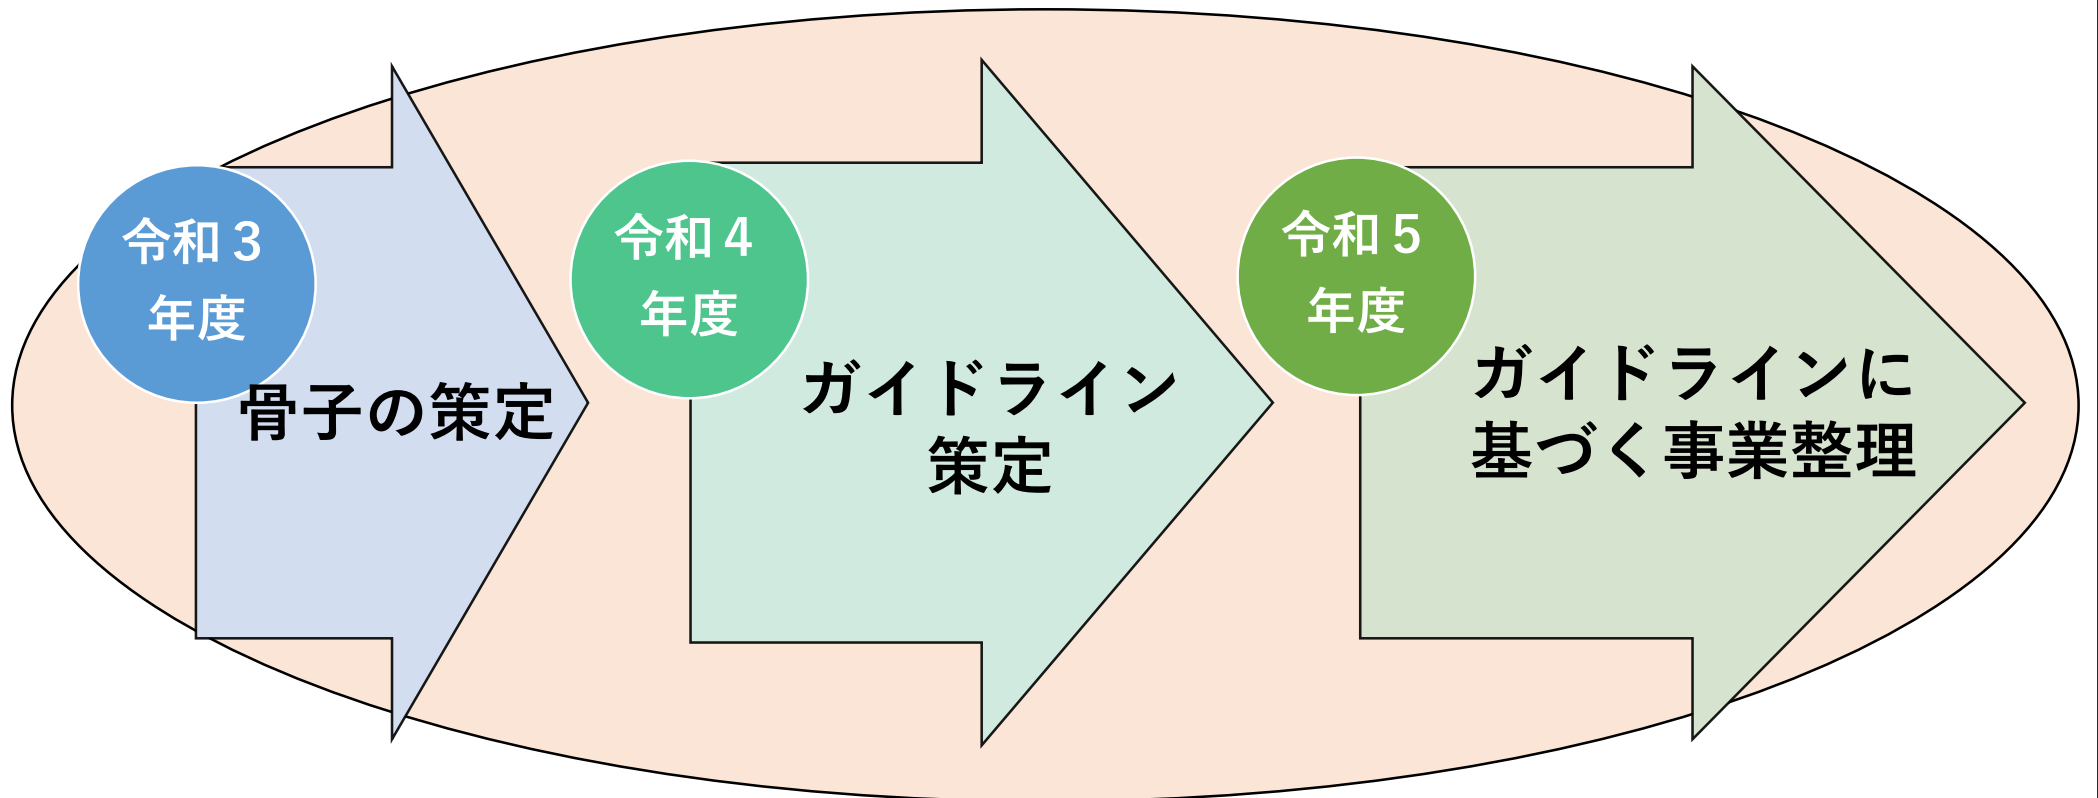 令和３
年度
骨子の策定
令和４
年度
ガイドライン
策定
令和５
年度
ガイドラインに
基づく事業整理